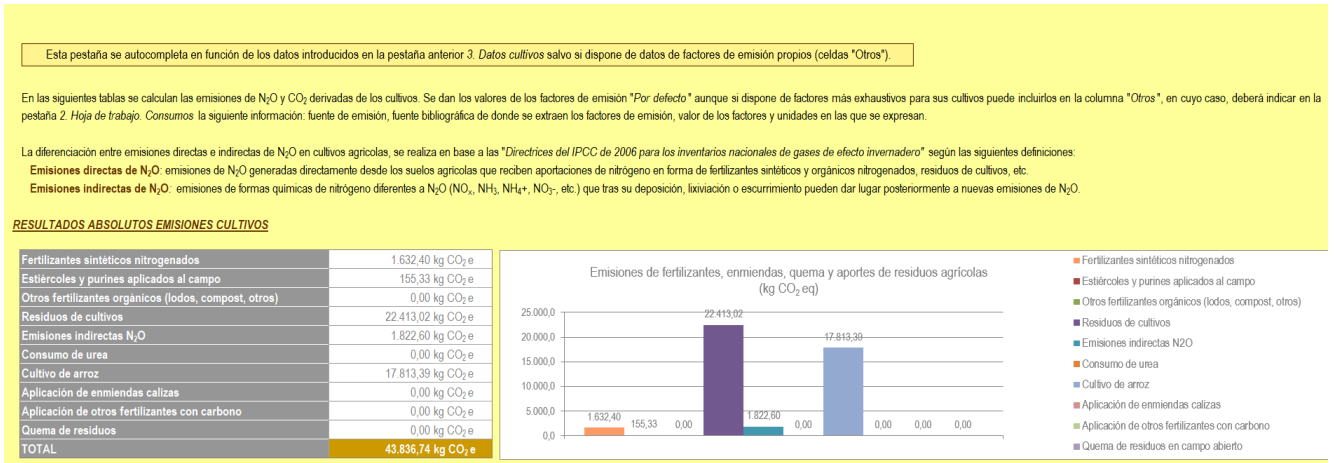 Esta pestaña se autocompleta en función de los datos introducidos en la pestaña anterior 3. Datos cultivos salvo si dispone de datos de factores de emisión propios (celdas "Otros").
En las siguientes tablas se calculan las emisiones de N2O y CO2 derivadas de los cultivos. Se dan los valores de los factores de emisión "Por defecto" aunque si dispone de factores más exhaustivos para sus cultivos puede incluirlos en la columna "Otros", en cuyo caso, deberá indicar en la
pestaña 2. Hoja de trabajo. Consumos la siguiente información: fuente de emisión, fuente bibliográfica de donde se extraen los factores de emisión, valor de los factores y unidades en las que se expresan.
La diferenciación entre emisiones directas e indirectas de N2O en cultivos agrícolas, se realiza en base a las "Directrices del IPCC de 2006 para los inventarios nacionales de gases de efecto invernadero" según las siguientes definiciones:
Emisiones directas de N2O: emisiones de N2O generadas directamente desde los suelos agrícolas que reciben aportaciones de nitrógeno en forma de fertilizantes sintéticos y orgánicos nitrogenados, residuos de cultivos, etc.
Emisiones indirectas de N2O: emisiones de formas químicas de nitrógeno diferentes a N2O (NOx, NH3, NH4+, NO3-, etc.) que tras su deposición, lixiviación o escurrimiento pueden dar lugar posteriormente a nuevas emisiones de N2O.
RESULTADOS ABSOLUTOS EMISIONES CULTIVOS
Fertilizantes sintéticos nitrogenados 1.632,40 kg CO2 e
Estiércoles y purines aplicados al campo 155,33 kg CO2 e
Otros fertilizantes orgánicos (lodos, compost, otros) 0,00 kg CO2 e
Residuos de cultivos 22.413,02 kg CO2 e
Emisiones indirectas N2O 1.822,60 kg CO2 e
Consumo de urea 0,00 kg CO2 e
Cultivo de arroz 17.813,39 kg CO2 e
Aplicación de enmiendas calizas 0,00 kg CO2 e
Aplicación de otros fertilizantes con carbono 0,00 kg CO2 e
Quema de residuos 0,00 kg CO2 e
TOTAL 43.836,74 kg CO2 e
Emisiones de fertilizantes, enmiendas, quema y aportes de residuos agrícolas
(kg CO2 eq)
25.000,0
20.000,0
15.000,0
10.000,0
5.000,0
0,0
1.632,40
155,33
0,00
22.413,02
1.822,60
0,00
17.813,39
0,00
0,00
0,00
Fertilizantes sintéticos nitrogenados
Estiércoles y purines aplicados al campo
Otros fertilizantes orgánicos (lodos, compost, otros)
Residuos de cultivos
Emisiones indirectas N2O
Consumo de urea
Cultivo de arroz
Aplicación de enmiendas calizas
Aplicación de otros fertilizantes con carbono
Quema de residuos en campo abierto